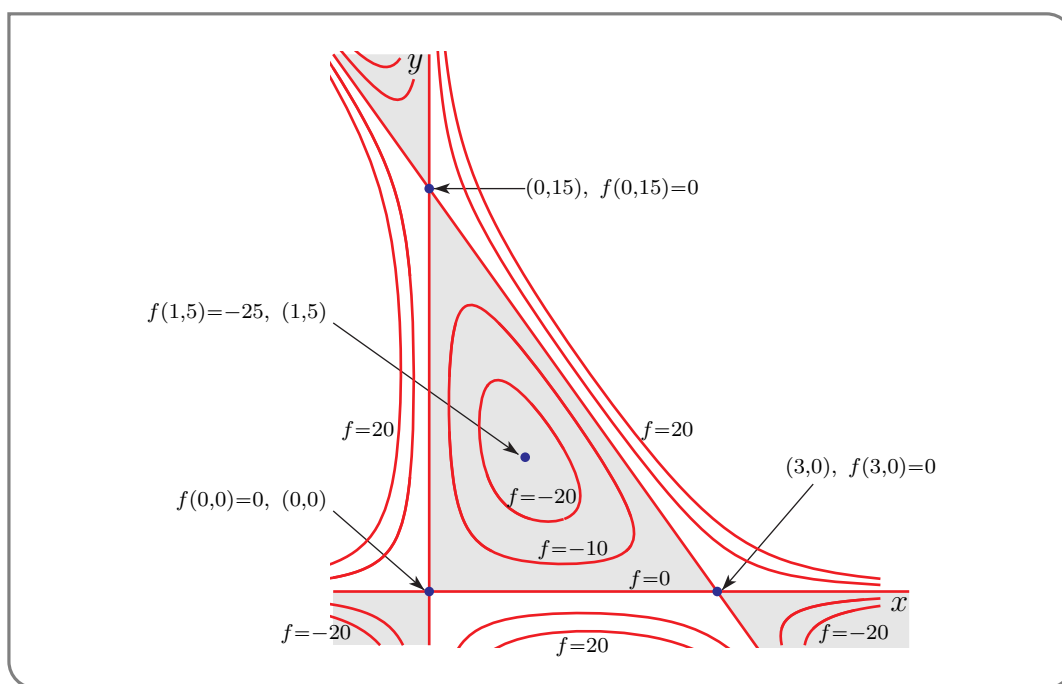 y
(0,15), f(0,15)=0
f(1,5)=−25, (1,5)
f=20
f=20
(3,0), f(3,0)=0
f(0,0)=0, (0,0)
f=−20
f=−10
f=0
x
f=−20
f=20
f=−20